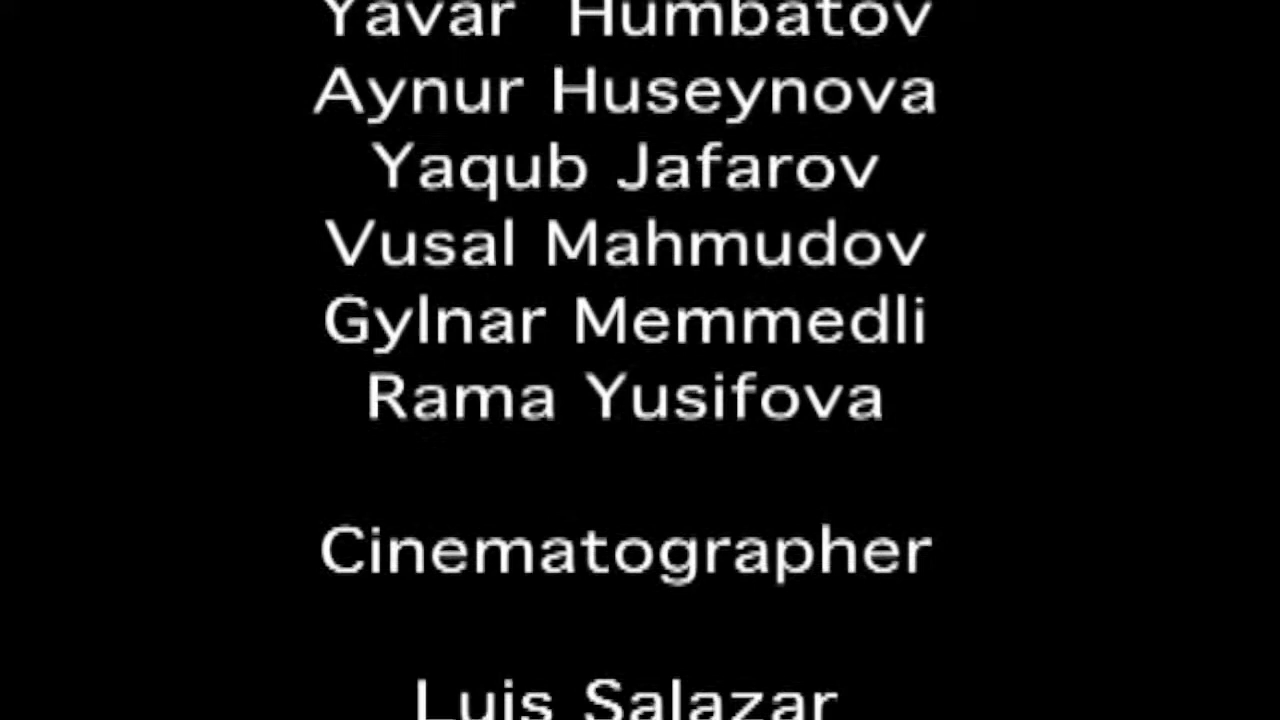 Yavar Humbatov
Aynur Huseynova
Yaqub Jafarov
Vusal Mahmudov
Gylnar Memmedli
Rama Yusifova
Cinematographer
Luis Salazar